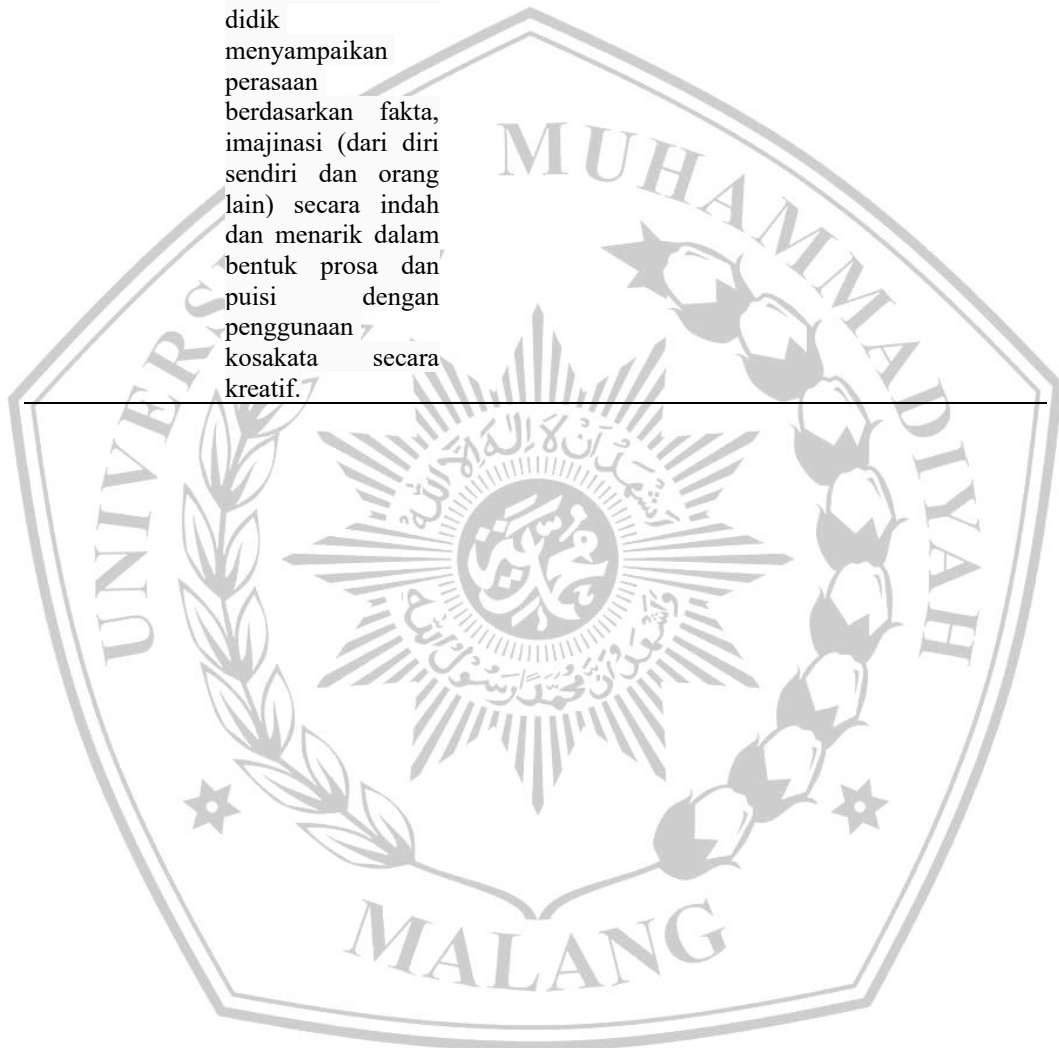 didik
menyampaikan
perasaan
berdasarkan fakta,
imajinasi (dari diri
sendiri dan orang
lain) secara indah
dan menarik dalam
bentuk prosa dan
puisi dengan
penggunaan
kosakata secara
kreatif.
MUHAMMADIYAH
MALANG